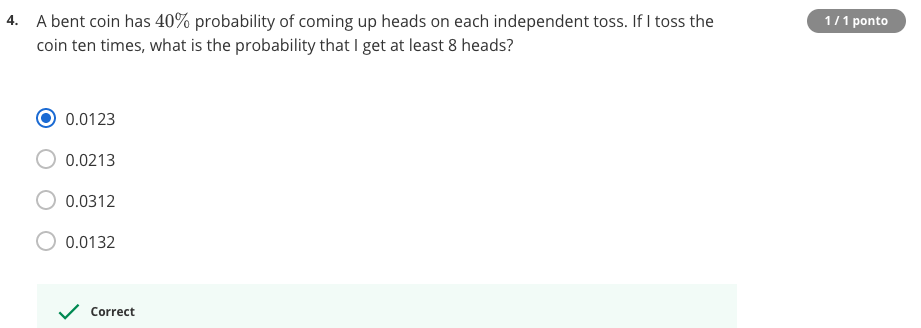 4. A bent coin has 40% probability of coming up heads on each independent toss. If I toss the
1 / 1 ponto
coin ten times, what is the probability that I get at least 8 heads?
0.0123
0.0213
0.0312
0.0132
Correct